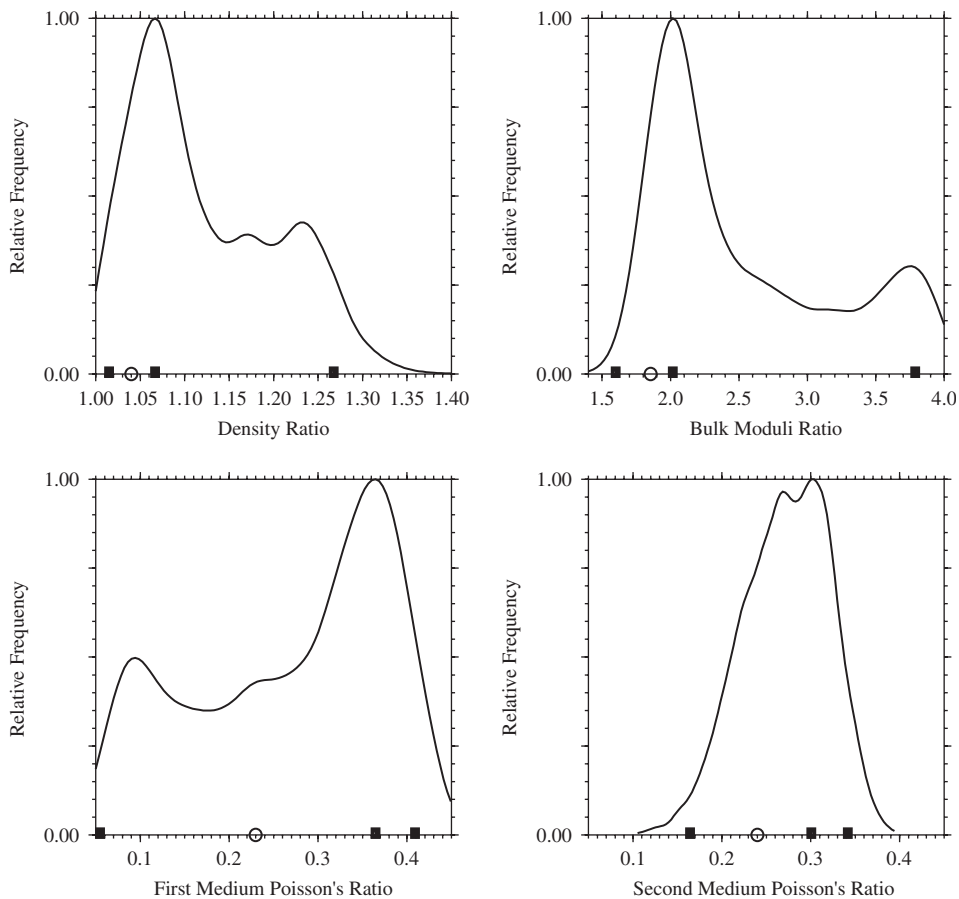 1.00 1.00
Relative Frequency Relative Frequency
0.00 0.00
1.00 1.05 1.10 1.15 1.20 1.25 1.30 1.35 1.40 1.5 2.0 2.5 3.0 3.5 4.0
Density Ratio Bulk Moduli Ratio
1.00 1.00
Relative Frequency Relative Frequency
0.00 0.00
0.1 0.2 0.3 0.4 0.1 0.2 0.3 0.4
First Medium Poisson's Ratio Second Medium Poisson's Ratio